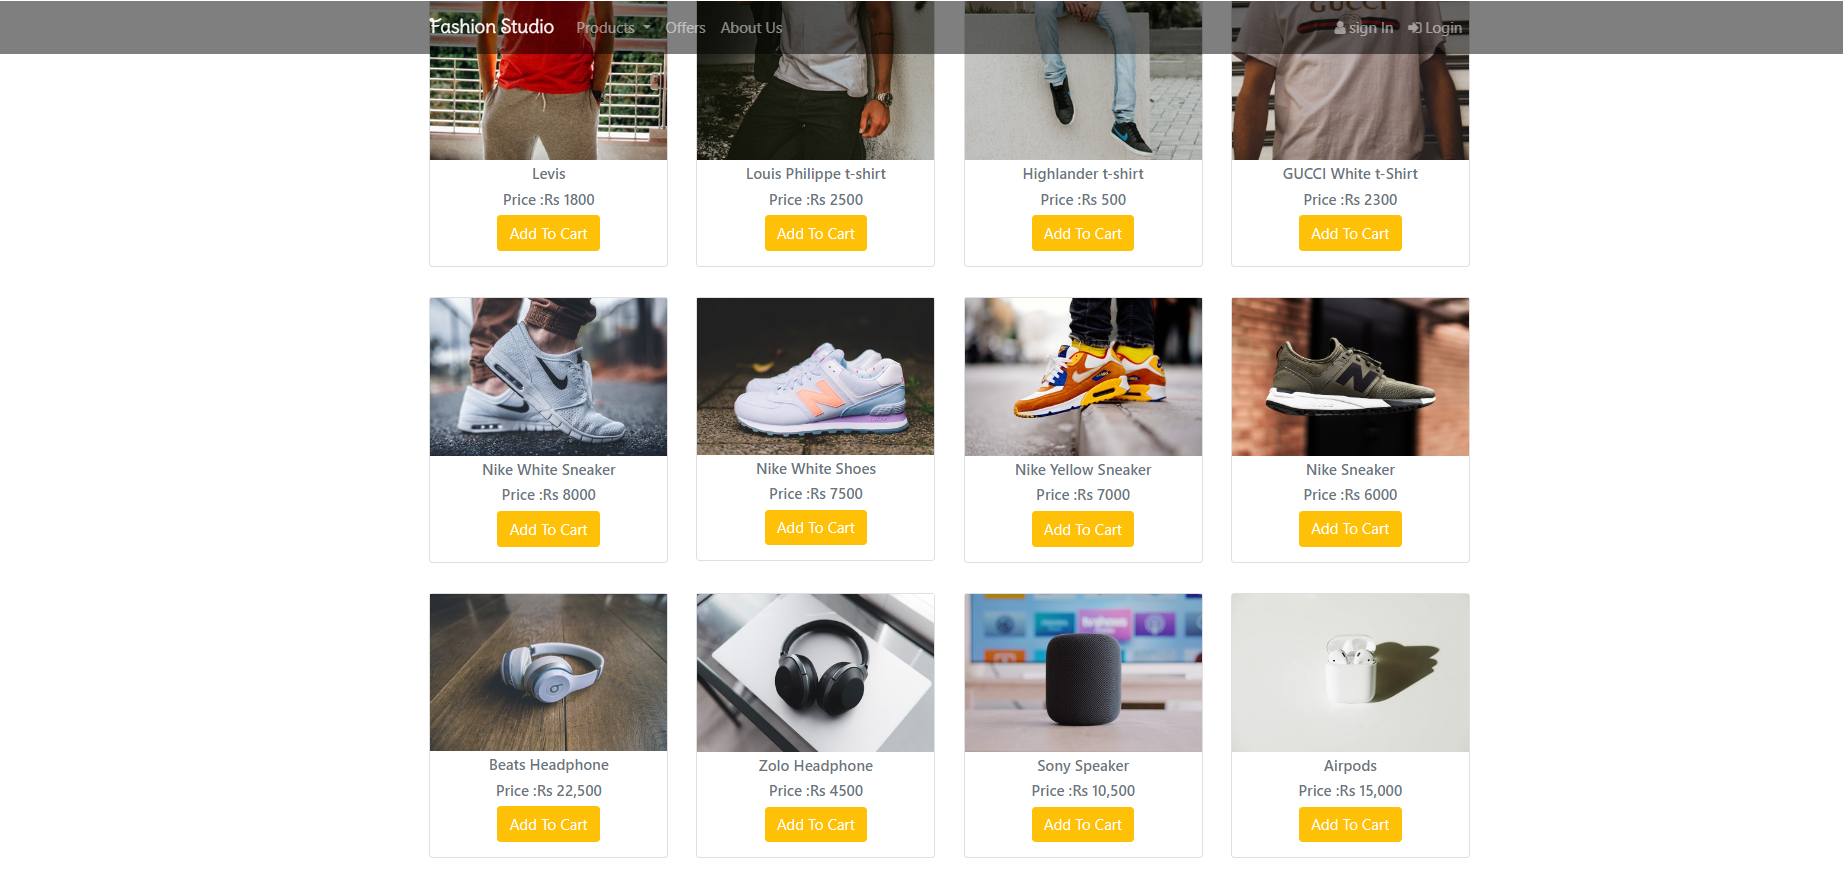 Fashion Studio Products Offers About Us sign In Login
GUCCI
Levis
Price :Rs 1800
Add To Cart
Louis Philippe t-shirt
Price :Rs 2500
Add To Cart
Highlander t-shirt
Price :Rs 500
Add To Cart
GUCCI White t-Shirt
Price :Rs 2300
Add To Cart
Nike White Sneaker
Price :Rs 8000
Add To Cart
Nike White Shoes
Price :Rs 7500
Add To Cart
Nike Yellow Sneaker
Price :Rs 7000
Add To Cart
Nike Sneaker
Price :Rs 6000
Add To Cart
Beats Headphone
Price :Rs 22,500
Add To Cart
Zolo Headphone
Price :Rs 4500
Add To Cart
Sony Speaker
Price :Rs 10,500
Add To Cart
Airpods
Price :Rs 15,000
Add To Cart